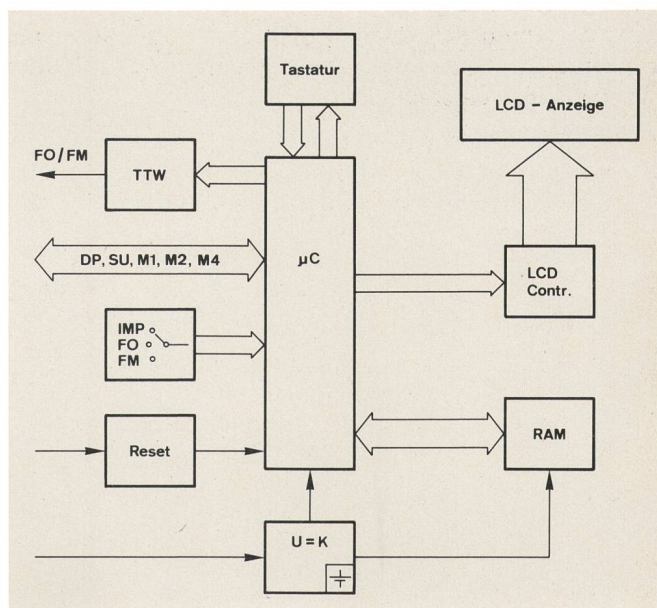 Tastatur
LCD – Anzeige
FO/FM
TTW
DP, SU, M1, M2, M4
µC
LCD
Contr.
IMP
FO
FM
Reset
RAM
U = K